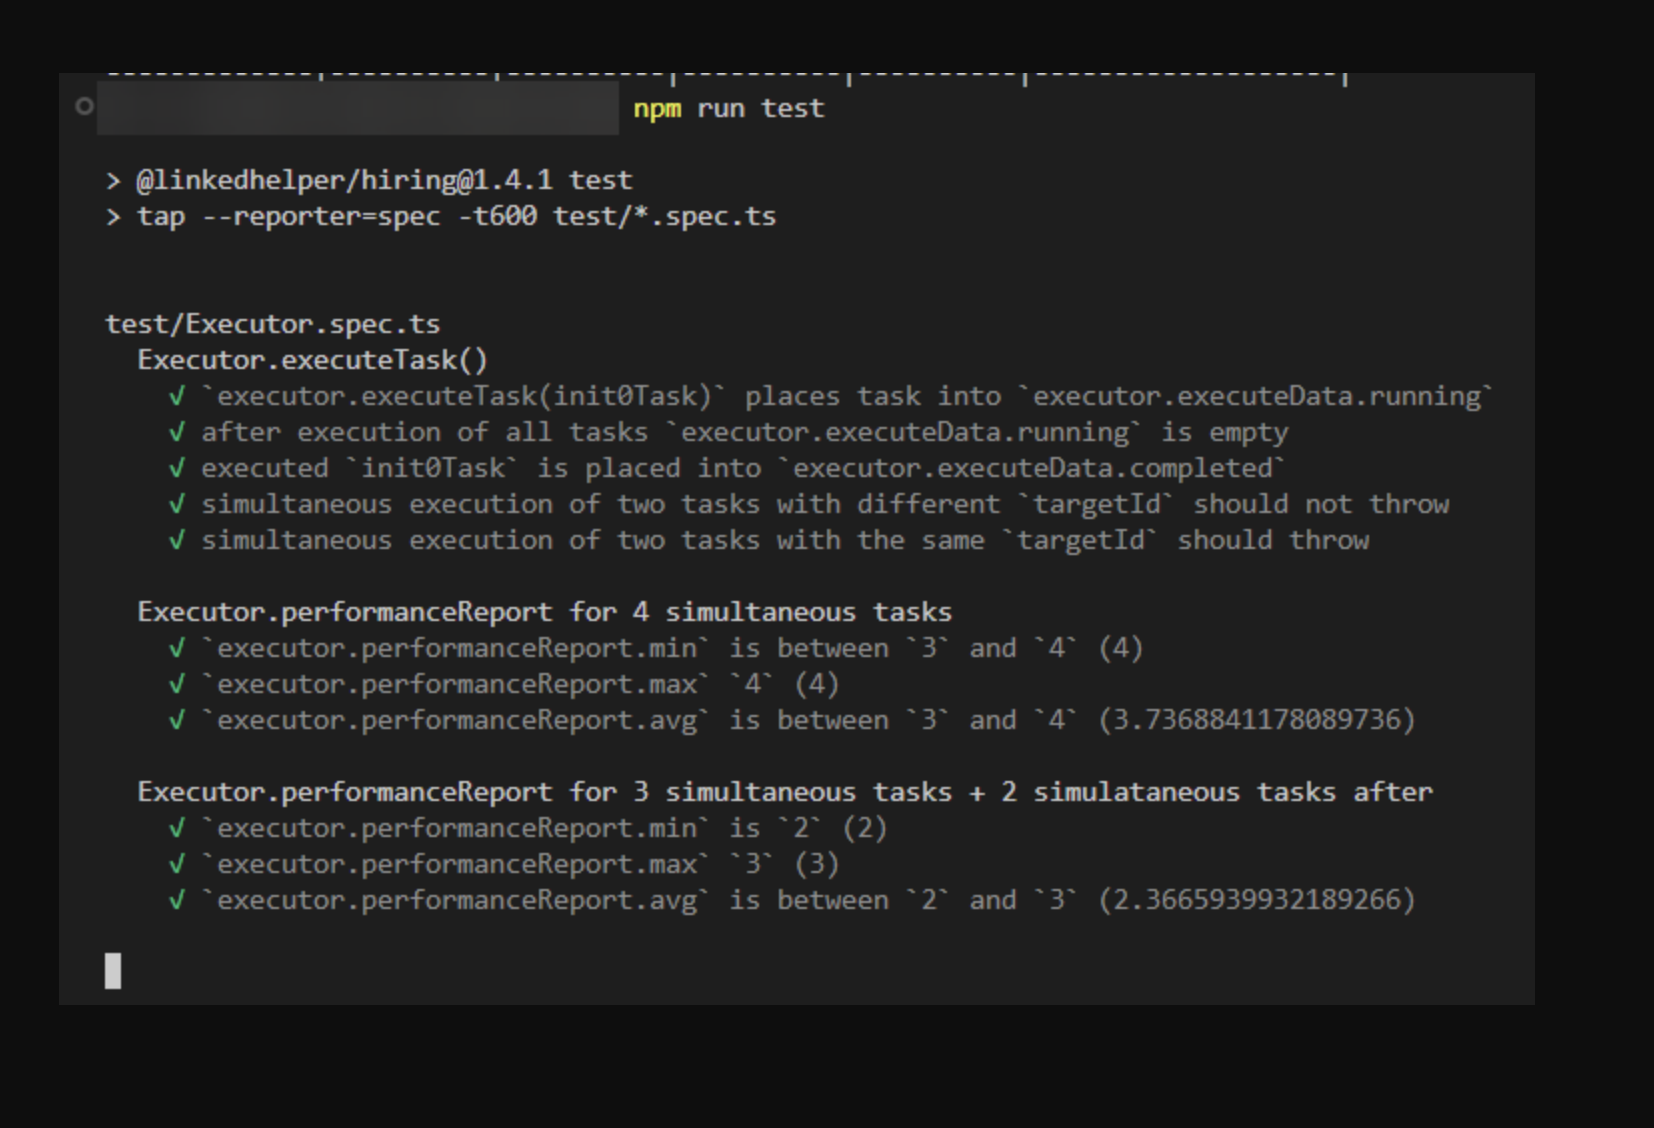 npm run test
> @linkedhelper/hiring@1.4.1 test
> tap --reporter=spec -t600 test/*.spec.ts
test/Executor.spec.ts
Executor.executeTask()
√ `executor.executeTask(init0Task)` places task into `executor.executeData.running`
√ after execution of all tasks `executor.executeData.running` is empty
√ executed `init0Task` is placed into `executor.executeData.completed`
√ simultaneous execution of two tasks with different `targetId` should not throw
√ simultaneous execution of two tasks with the same `targetId` should throw
Executor.performanceReport for 4 simultaneous tasks
√ `executor.performanceReport.min` is between `3` and `4` (4)
√ `executor.performanceReport.max` `4` (4)
√ `executor.performanceReport.avg` is between `3` and `4` (3.7368841178089736)
Executor.performanceReport for 3 simultaneous tasks + 2 simulataneous tasks after
√ `executor.performanceReport.min` is `2` (2)
√ `executor.performanceReport.max` `3` (3)
√ `executor.performanceReport.avg` is between `2` and `3` (2.3665939932189266)